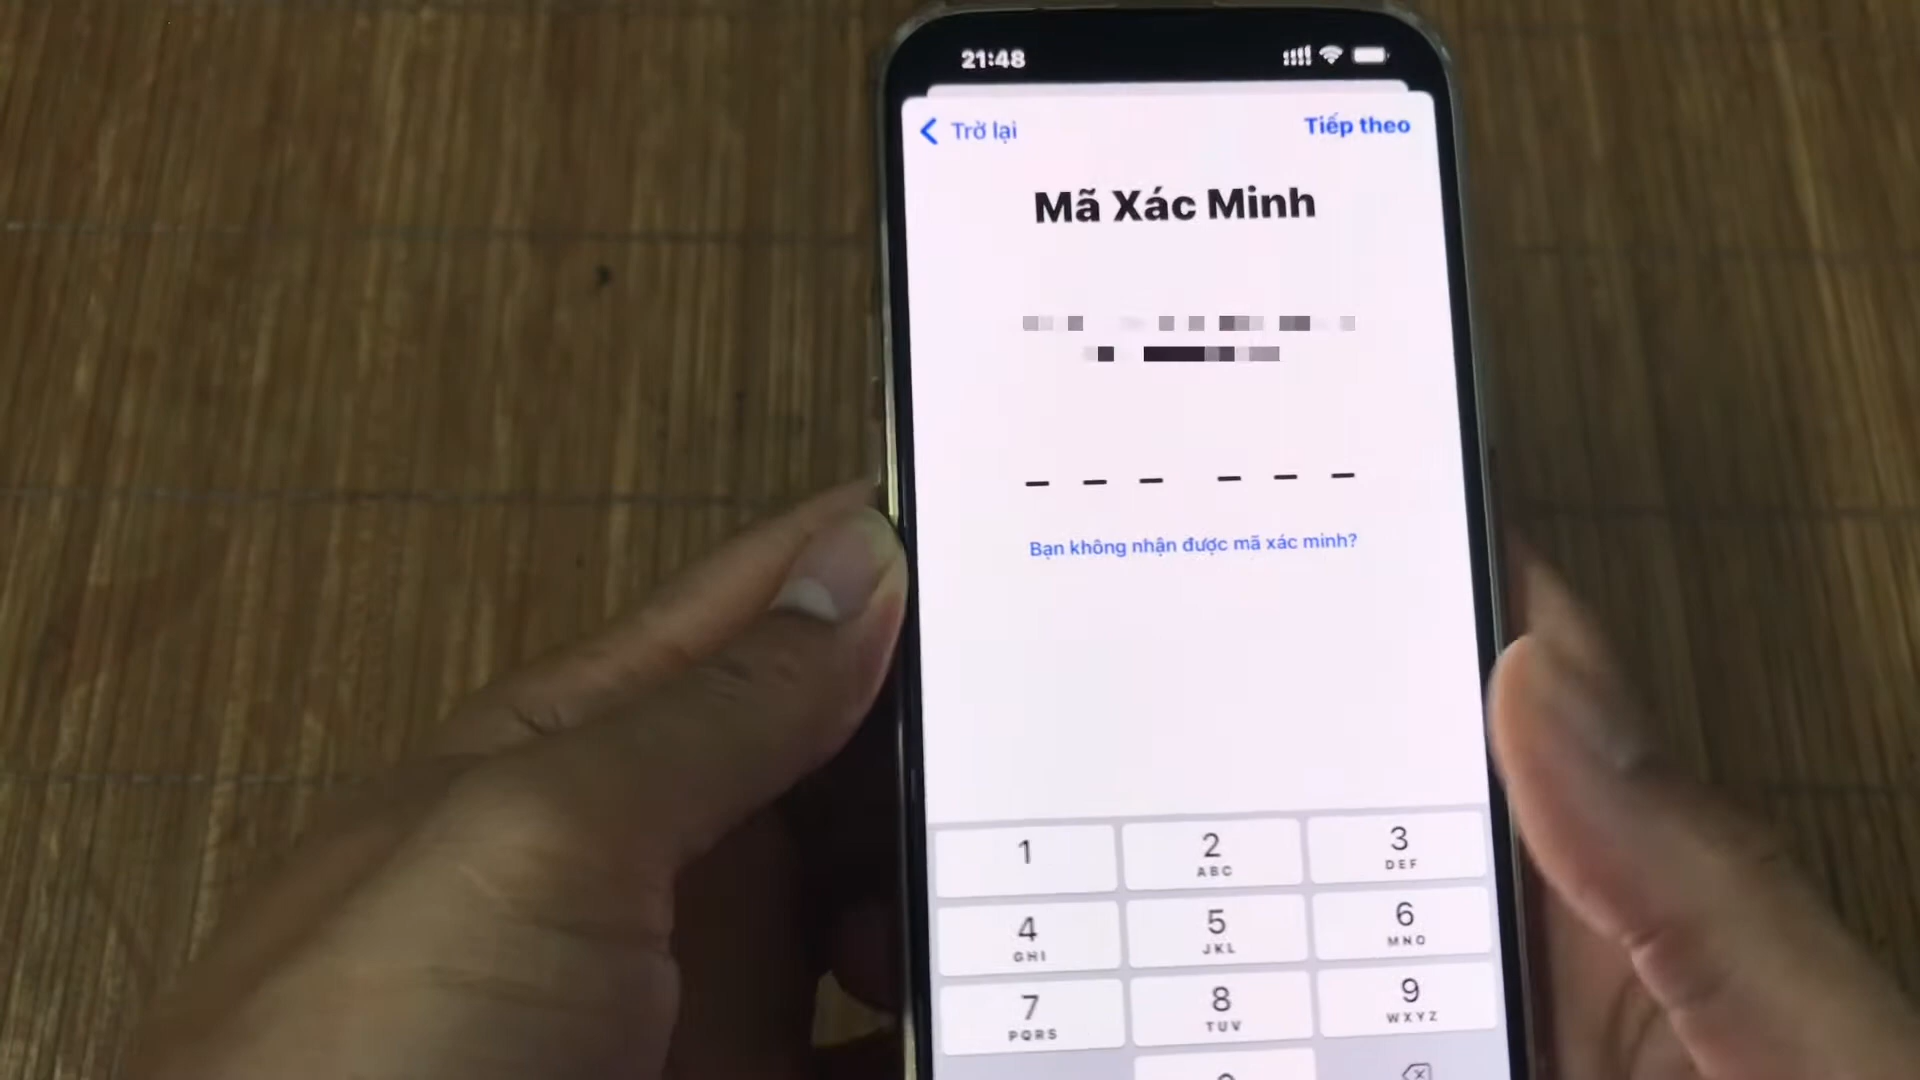 21:48
Trở lại
Tiếp theo
Mã Xác Minh
Bạn không nhận được mã xác minh?
1
2
ABC
3
DEF
4
GHI
5
JKL
6
MNO
7
PQRS
8
TUV
9
WXYZ